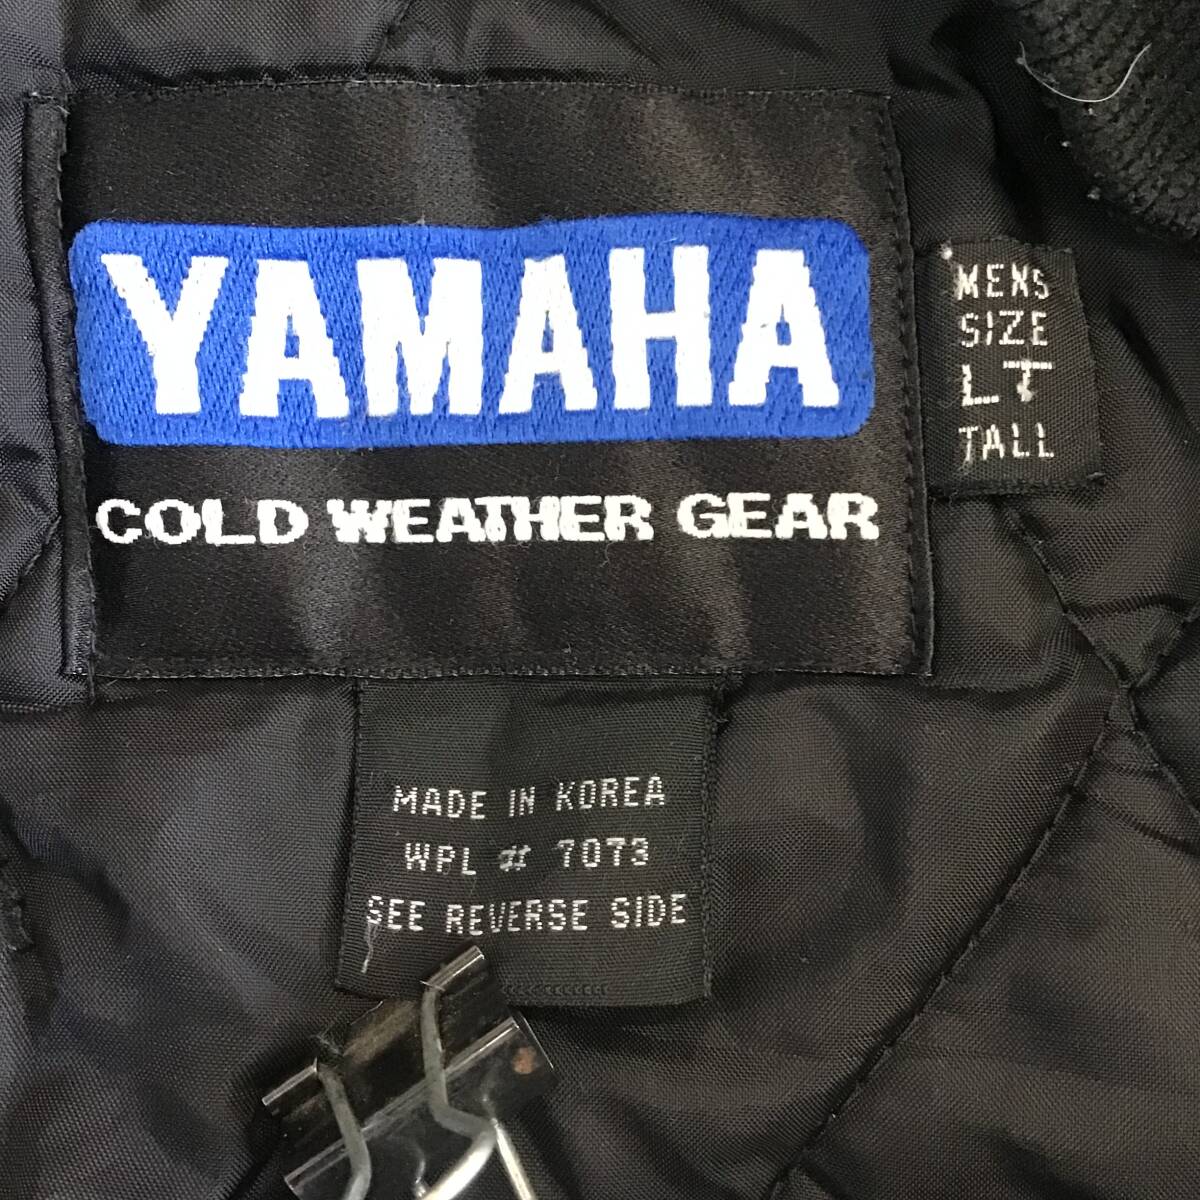 YAMAHA
COLD WEATHER GEAR
MENS
SIZE
LT
TALL
MADE IN KOREA
WPL # 7073
SEE REVERSE SIDE